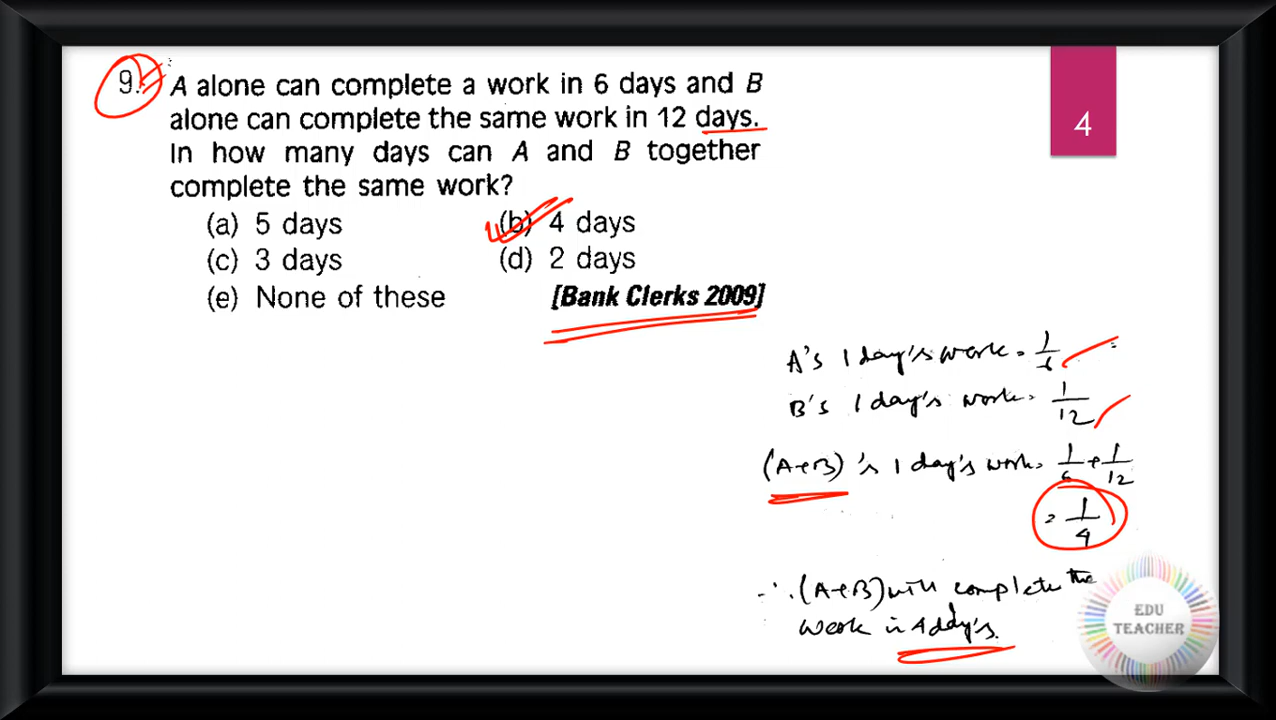 4
9. A alone can complete a work in 6 days and B
alone can complete the same work in 12 days.
In how many days can A and B together
complete the same work?
(a) 5 days (b) 4 days
(c) 3 days (d) 2 days
(e) None of these [Bank Clerks 2009]
A's 1 day's work = 1/6
B's 1 day's work = 1/12
(A+B)'s 1 day's work = 1/6 + 1/12
= 1/4
∴ (A+B) will complete the
work in 4 day's.
EDU
TEACHER